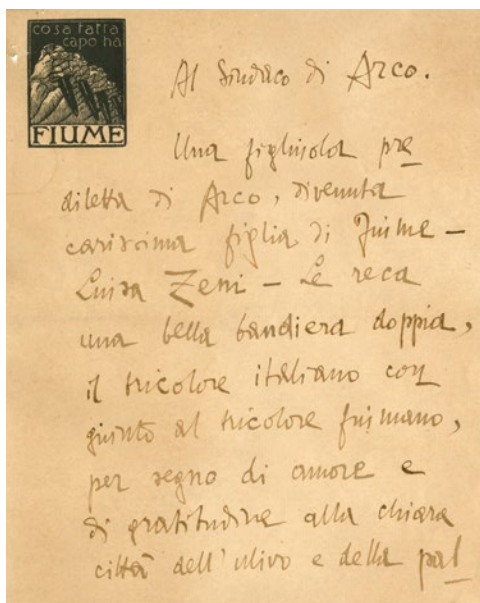 cosa fatta
capo ha
FIUME
Al Sindaco di Arco.
Una figliuola pre
diletta di Arco, divenuta
carissima figlia di Fiume —
Luisa Zeni — Le reca
una bella bandiera doppia,
il tricolore italiano con
giunto al tricolore fiumano,
per segno di amore e
di gratitudine alla chiara
città dell'ulivo e della pal